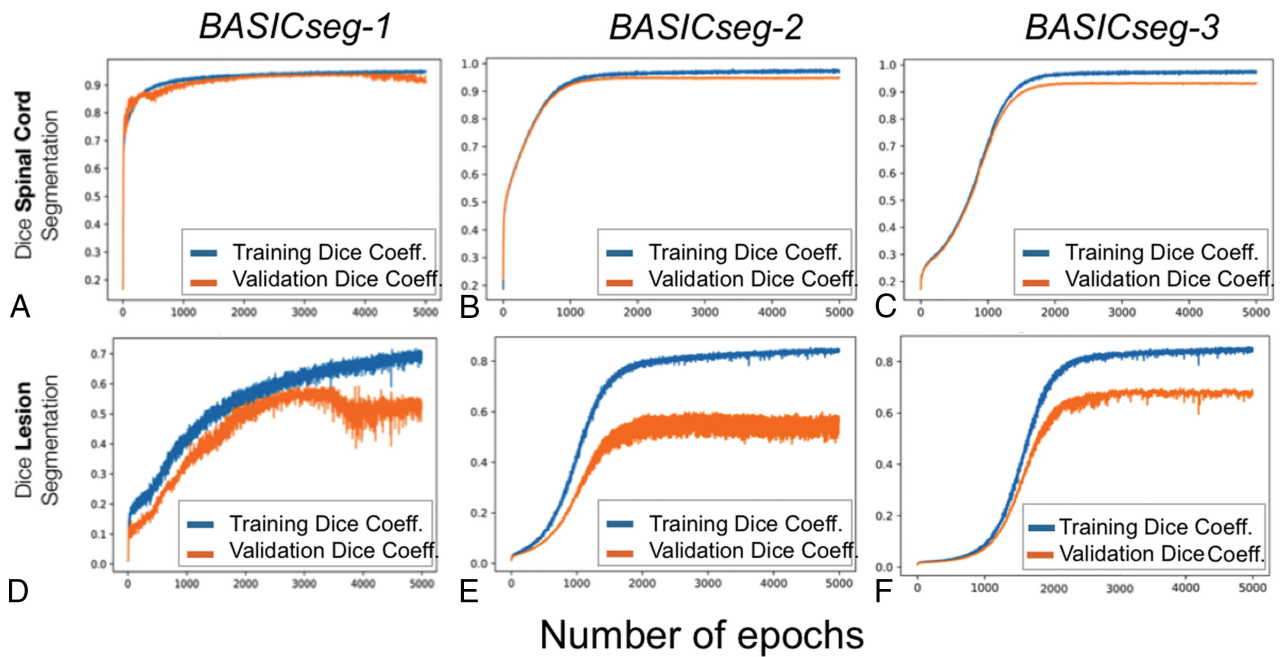 BASICseg-1
BASICseg-2
BASICseg-3
Dice Spinal Cord
Segmentation
0.9
0.8
0.7
0.6
0.5
0.4
0.3
0.2
Training Dice Coeff.
Validation Dice Coeff.
0 1000 2000 3000 4000 5000
A
1.0
0.9
0.8
0.7
0.6
0.5
0.4
0.3
0.2
Training Dice Coeff.
Validation Dice Coeff.
0 1000 2000 3000 4000 5000
B
1.0
0.9
0.8
0.7
0.6
0.5
0.4
0.3
0.2
Training Dice Coeff.
Validation Dice Coeff.
0 1000 2000 3000 4000 5000
C
Dice Lesion
Segmentation
0.7
0.6
0.5
0.4
0.3
0.2
0.1
0.0
Training Dice Coeff.
Validation Dice Coeff.
0 1000 2000 3000 4000 5000
D
0.8
0.6
0.4
0.2
0.0
Training Dice Coeff.
Validation Dice Coeff.
0 1000 2000 3000 4000 5000
E
0.8
0.6
0.4
0.2
0.0
Training Dice Coeff.
Validation Dice Coeff.
0 1000 2000 3000 4000 5000
F
Number of epochs